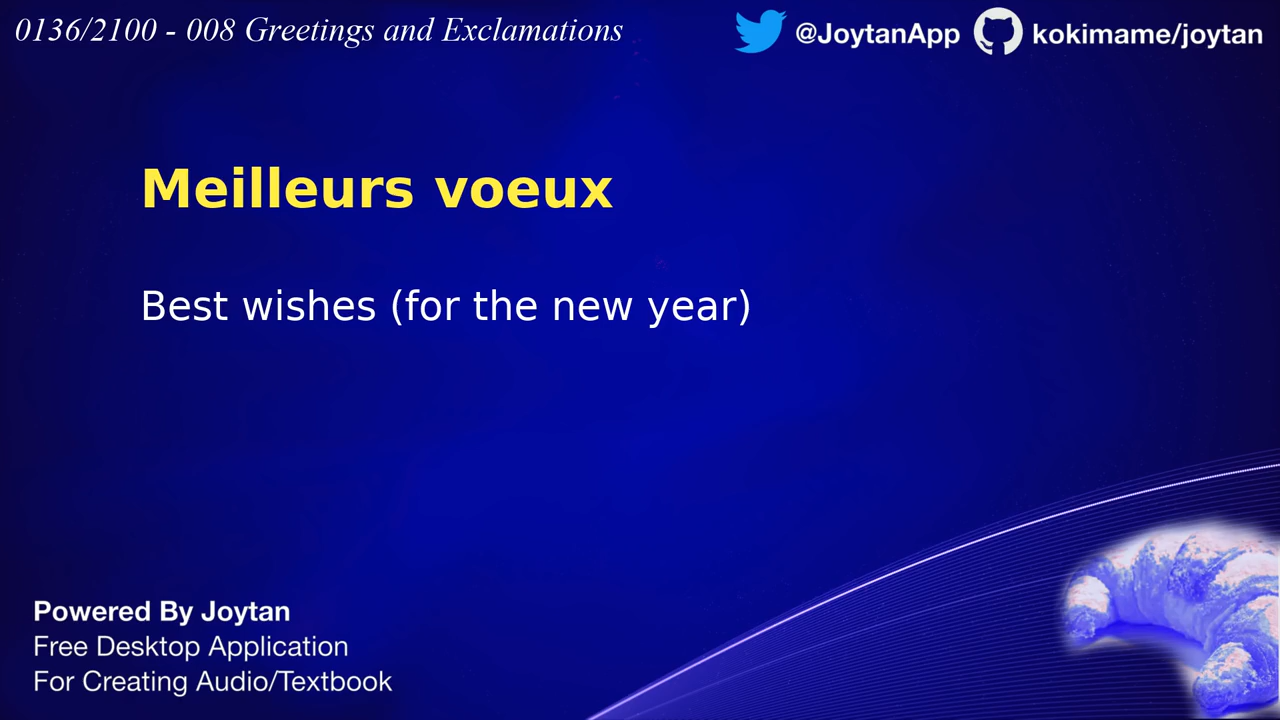 0136/2100 - 008 Greetings and Exclamations
@JoytanApp kokimame/joytan
Meilleurs voeux
Best wishes (for the new year)
Powered By Joytan
Free Desktop Application
For Creating Audio/Textbook